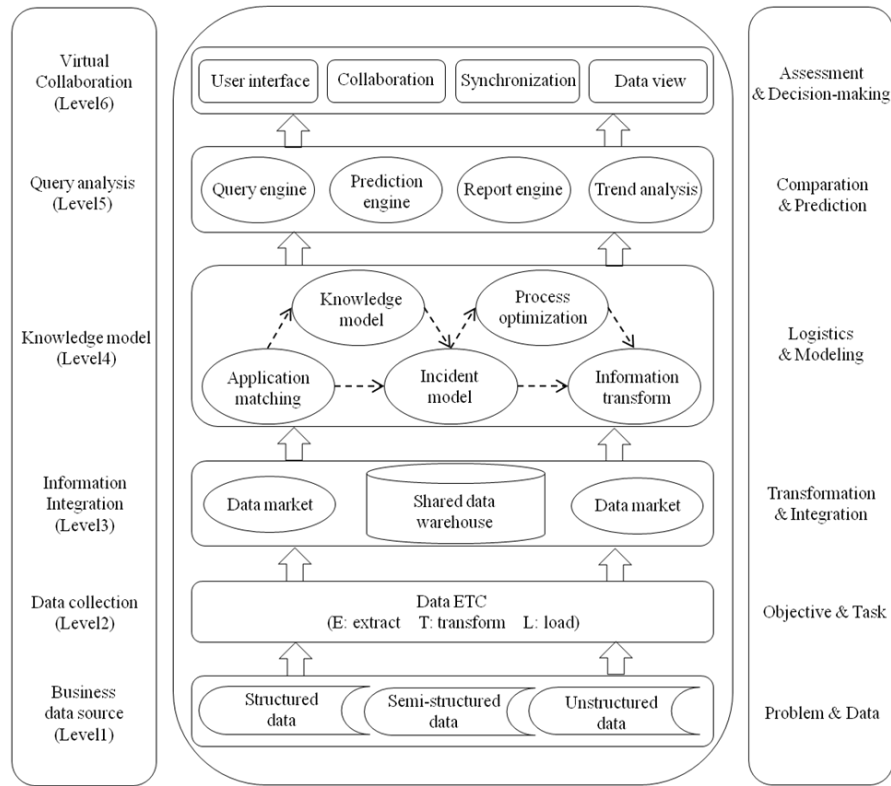 Virtual
Collaboration
(Level6)
User interface
Collaboration
Synchronization
Data view
Assessment
& Decision-making
Query analysis
(Level5)
Query engine
Prediction
engine
Report engine
Trend analysis
Comparation
& Prediction
Knowledge model
(Level4)
Knowledge
model
Process
optimization
Application
matching
Incident
model
Information
transform
Logistics
& Modeling
Information
Integration
(Level3)
Data market
Shared data
warehouse
Data market
Transformation
& Integration
Data collection
(Level2)
Data ETC
(E: extract T: transform L: load)
Objective & Task
Business
data source
(Level1)
Structured
data
Semi-structured
data
Unstructured
data
Problem & Data